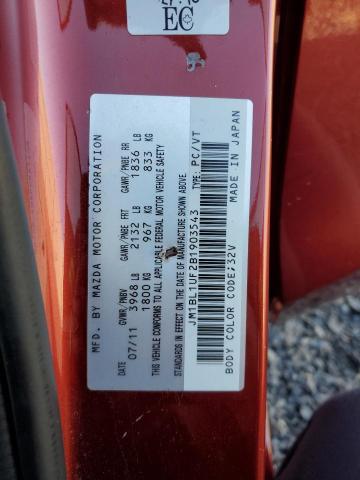 EC
MFD. BY MAZDA MOTOR CORPORATION
DATE GVWR/PNBV GAWR/PNBE FRT GAWR/PNBE RR
07/11 3968 LB 2132 LB 1836 LB
1800 KG 967 KG 833 KG
THIS VEHICLE CONFORMS TO ALL APPLICABLE FEDERAL MOTOR VEHICLE SAFETY
STANDARDS IN EFFECT ON THE DATE OF MANUFACTURE SHOWN ABOVE.
JM1BL1UF2B1903543 TYPE: PC/VT
BODY COLOR CODE:32V MADE IN JAPAN